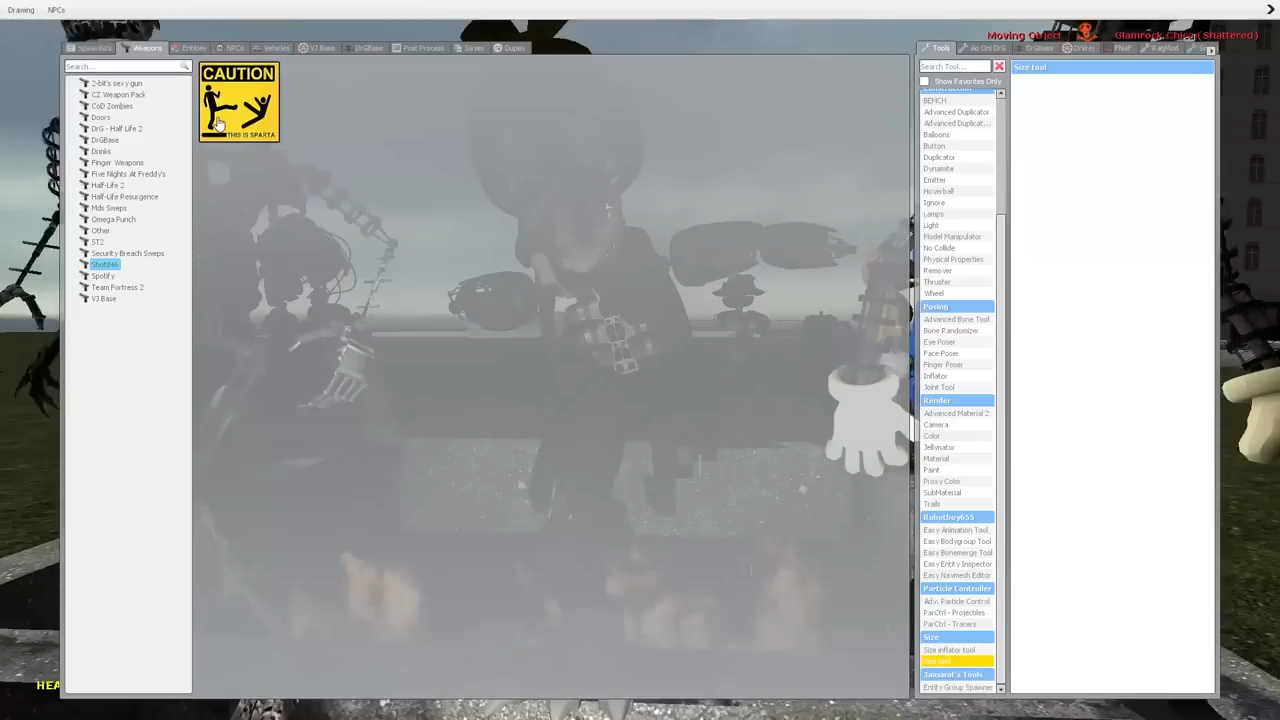 Drawing NPCs
Moving Object Glamrock Chica (Shattered)
Weapons Entities NPCs Vehicles VJ Base DrGBase Post Process Saves Dupes
Tools
Search...
2-bit's sexy gun
CZ Weapon Pack
CoD Zombies
Doors
DrG - Half Life 2
DrGBase
Drinks
Finger Weapons
Five Nights At Freddy's
Half-Life 2
Half-Life Resurgence
Mds Sweps
Omega Punch
Other
ST2
Security Breach Sweps
Shot846
Spotify
Team Fortress 2
VJ Base
CAUTION
THIS IS SPARTA
Search Tool...
Show Favorites Only
Construction
BEMCH
Advanced Duplicator
Advanced Duplicat...
Balloons
Button
Duplicator
Dynamite
Emitter
Hoverball
Ignore
Lamps
Light
Model Manipulator
No Collide
Physical Properties
Remover
Thruster
Wheel
Posing
Advanced Bone Tool
Bone Randomizer
Eye Poser
Face Poser
Finger Poser
Inflator
Joint Tool
Render
Advanced Material 2
Camera
Color
Jellynator
Material
Paint
Proxy Color
SubMaterial
Trails
Robotboy655
Easy Animation Tool
Easy Bodygroup Tool
Easy Bonemerge Tool
Easy Entity Inspector
Easy Navmesh Editor
Particle Controller
Adv. Particle Control
ParCtrl - Projectiles
ParCtrl - Tracers
Size
Size inflator tool
Size tool
Jaxswat's Tools
Entity Group Spawner
Size tool
HEA